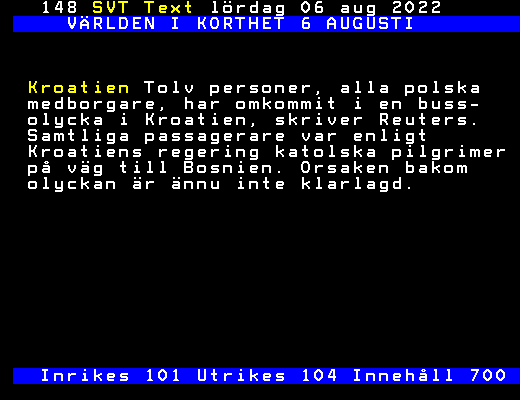 148 SVT Text lördag 06 aug 2022
VÄRLDEN I KORTHET 6 AUGUSTI
Kroatien Tolv personer, alla polska
medborgare, har omkommit i en buss-
olycka i Kroatien, skriver Reuters.
Samtliga passagerare var enligt
Kroatiens regering katolska pilgrimer
på väg till Bosnien. Orsaken bakom
olyckan är ännu inte klarlagd.
Inrikes 101 Utrikes 104 Innehåll 700